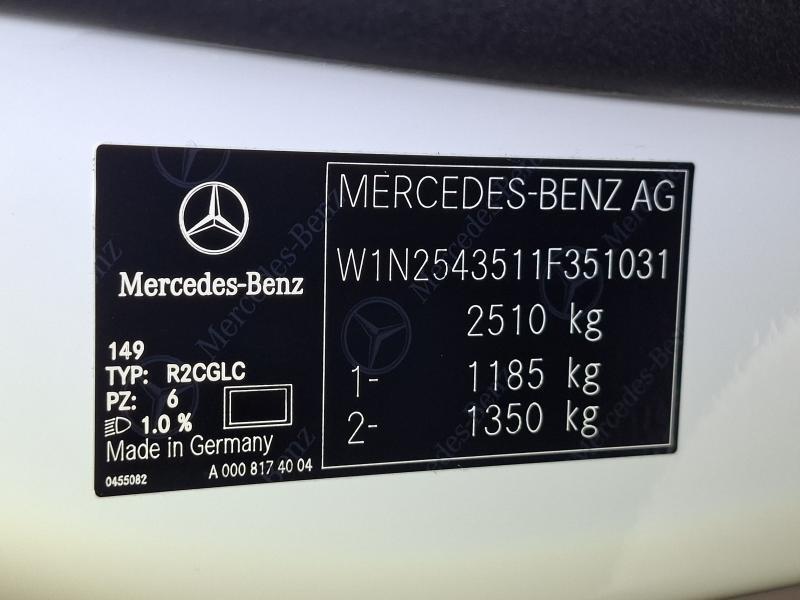 Mercedes-Benz
149
TYP: R2CGLC
PZ: 6
1.0 %
Made in Germany
0455082 A 000 817 40 04
MERCEDES-BENZ AG
W1N2543511F351031
2510 kg
1- 1185 kg
2- 1350 kg